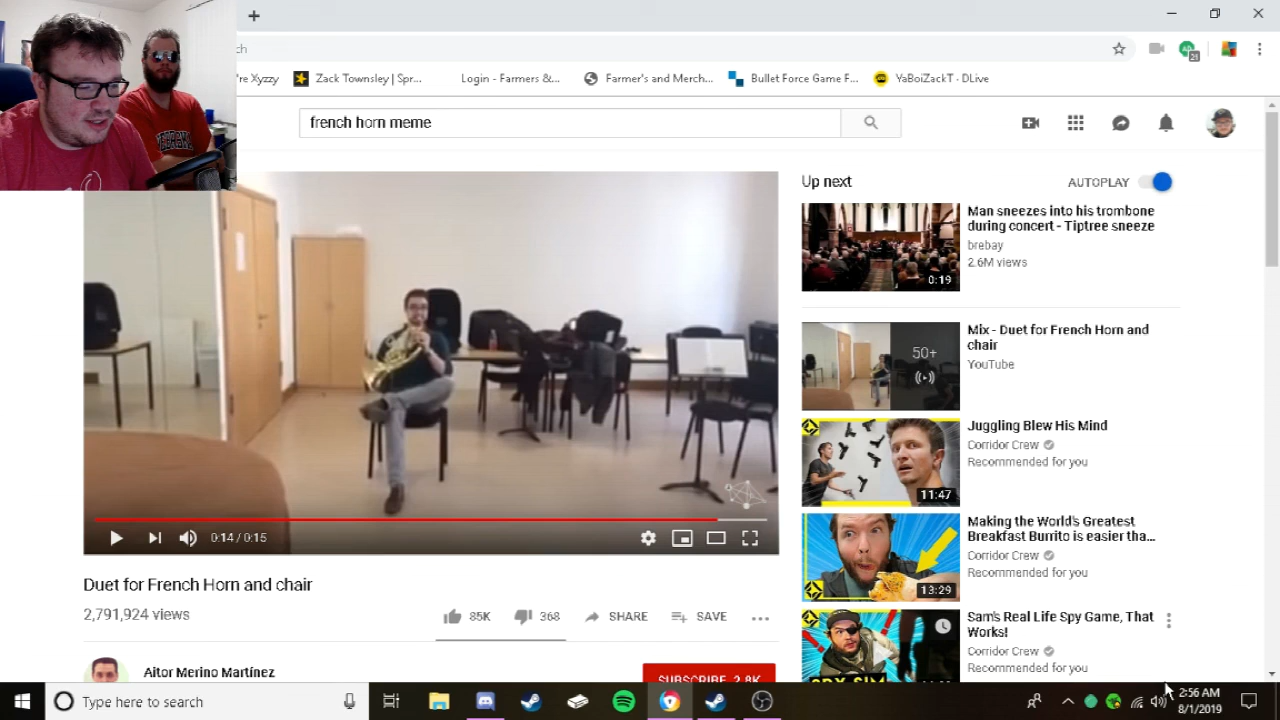 ch
're Xyzzy
Zack Townsley | Spr...
Login - Farmers &...
Farmer's and Merch...
Bullet Force Game F...
YaBoiZackT - DLive
french horn meme
21
Up next
AUTOPLAY
Man sneezes into his trombone
during concert - Tiptree sneeze
brebay
2.6M views
0:19
Mix - Duet for French Horn and
chair
YouTube
50+
Juggling Blew His Mind
Corridor Crew
Recommended for you
11:47
Making the World's Greatest
Breakfast Burrito is easier tha...
Corridor Crew
Recommended for you
13:29
Sam's Real Life Spy Game, That
Works!
Corridor Crew
Recommended for you
SPY SIM
0:14 / 0:15
Duet for French Horn and chair
2,791,924 views
85K
368
SHARE
SAVE
Aitor Merino Martínez
SUBSCRIBE 2.8K
Type here to search
2:56 AM
8/1/2019